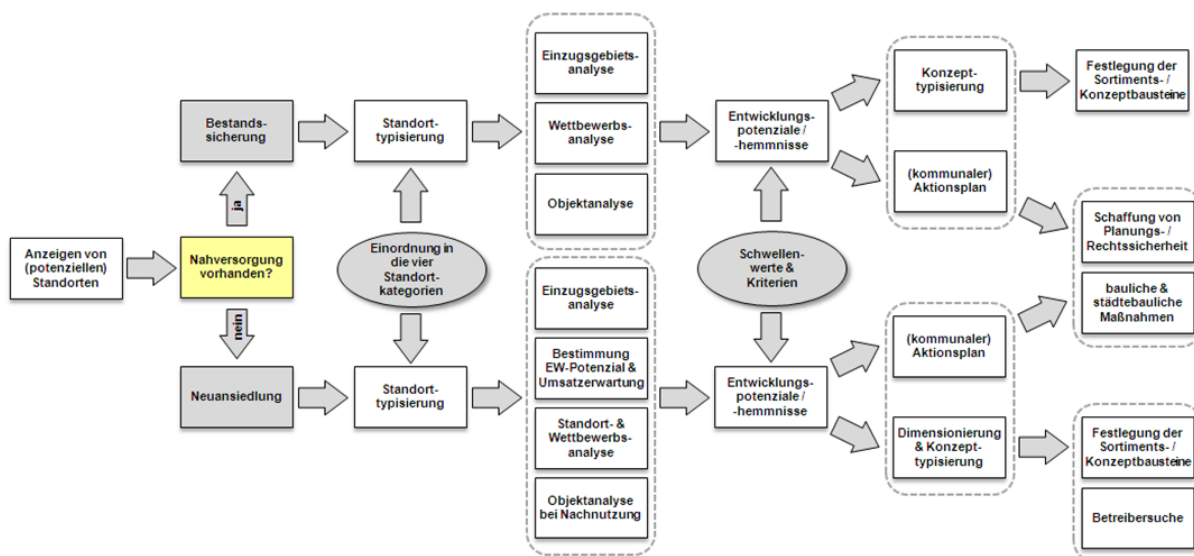 Anzeigen von
(potenziellen)
Standorten
Nahversorgung
vorhanden?
ja
nein
Bestands-
sicherung
Standort-
typisierung
Einzugsgebiets-
analyse
Wettbewerbs-
analyse
Objektanalyse
Entwicklungs-
potenziale /
-hemmnisse
Konzept-
typisierung
(kommunaler)
Aktionsplan
Festlegung der
Sortiments- /
Konzeptbausteine
Schaffung von
Planungs- /
Rechtssicherheit
bauliche &
städtebauliche
Maßnahmen
Einordnung in
die vier
Standort-
kategorien
Schwellen-
werte &
Kriterien
Neuansiedlung
Standort-
typisierung
Einzugsgebiets-
analyse
Bestimmung
EW-Potenzial &
Umsatzerwartung
Standort- &
Wettbewerbs-
analyse
Objektanalyse
bei Nachnutzung
Entwicklungs-
potenziale /
-hemmnisse
(kommunaler)
Aktionsplan
Dimensionierung
& Konzept-
typisierung
Festlegung der
Sortiments- /
Konzeptbausteine
Betreibersuche